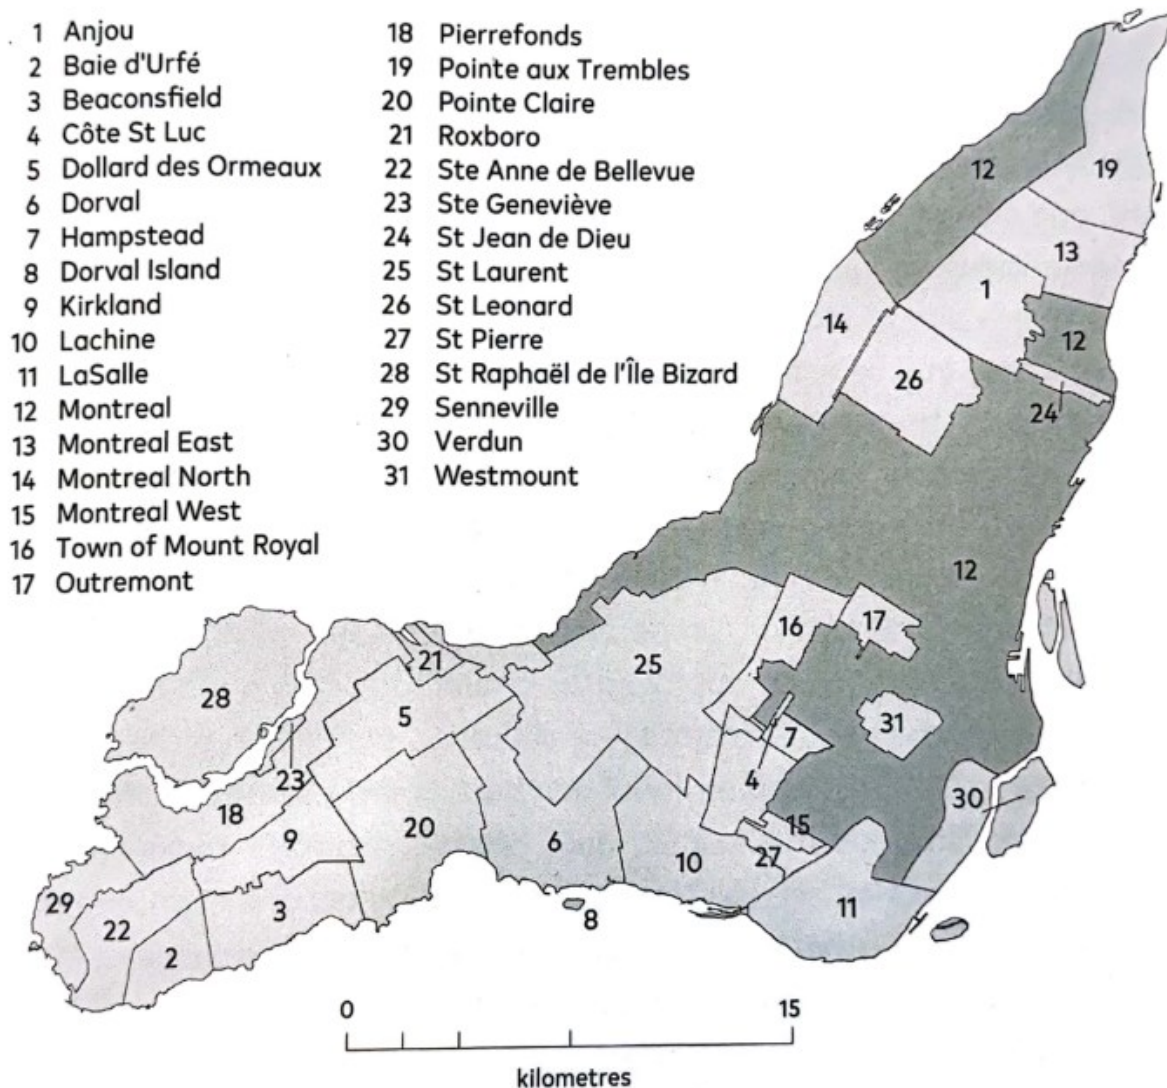 1 Anjou
2 Baie d'Urfé
3 Beaconsfield
4 Côte St Luc
5 Dollard des Ormeaux
6 Dorval
7 Hampstead
8 Dorval Island
9 Kirkland
10 Lachine
11 LaSalle
12 Montreal
13 Montreal East
14 Montreal North
15 Montreal West
16 Town of Mount Royal
17 Outremont
18 Pierrefonds
19 Pointe aux Trembles
20 Pointe Claire
21 Roxboro
22 Ste Anne de Bellevue
23 Ste Geneviève
24 St Jean de Dieu
25 St Laurent
26 St Leonard
27 St Pierre
28 St Raphaël de l'Île Bizard
29 Senneville
30 Verdun
31 Westmount
12
19
13
1
14
12
26
24
12
16
17
21
25
28
5
31
7
23
4
30
18
15
9
20
6
10
27
29
3
11
22
8
2
0 15
kilometres